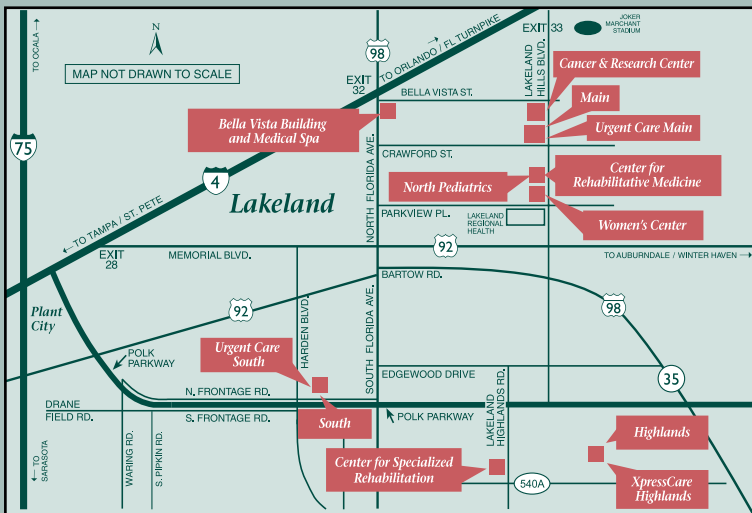 TO OCALA
N
MAP NOT DRAWN TO SCALE
98
TO ORLANDO / FL TURNPIKE
EXIT 33
JOKER
MARCHANT
STADIUM
EXIT
32
LAKELAND
HILLS BLVD.
Cancer & Research Center
BELLA VISTA ST.
Main
Bella Vista Building
and Medical Spa
Urgent Care Main
75
CRAWFORD ST.
4
NORTH FLORIDA AVE.
North Pediatrics
Center for
Rehabilitative Medicine
Lakeland
PARKVIEW PL.
LAKELAND
REGIONAL
HEALTH
Women's Center
TO TAMPA / ST. PETE
EXIT
28
MEMORIAL BLVD.
92
TO AUBURNDALE / WINTER HAVEN
BARTOW RD.
Plant
City
92
HARDEN BLVD.
SOUTH FLORIDA AVE.
98
POLK
PARKWAY
Urgent Care
South
EDGEWOOD DRIVE
35
N. FRONTAGE RD.
DRANE
FIELD RD.
S. FRONTAGE RD.
South
POLK PARKWAY
LAKELAND
HIGHLANDS RD.
TO
SARASOTA
WARING RD.
S. PIPKIN RD.
Highlands
Center for Specialized
Rehabilitation
540A
XpressCare
Highlands